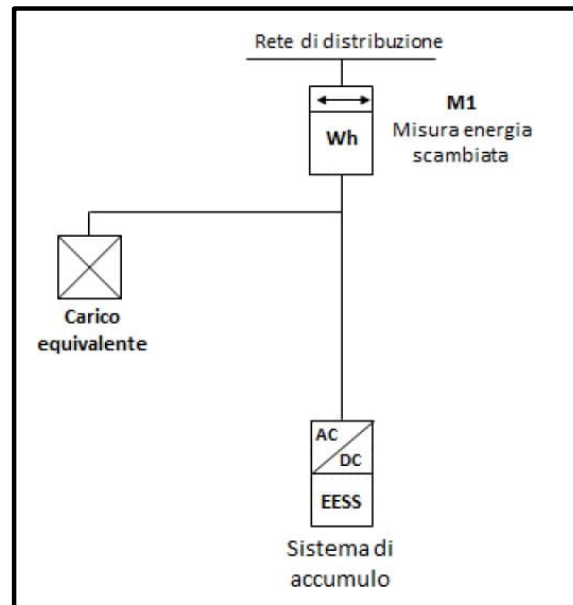 Rete di distribuzione
Wh
M1
Misura energia
scambiata
Carico
equivalente
AC
DC
EESS
Sistema di
accumulo